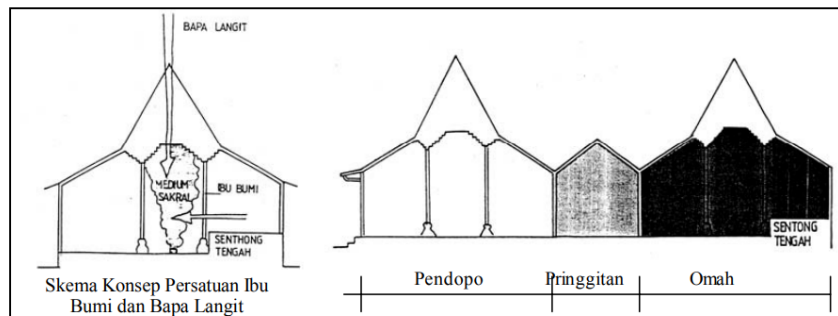 BAPA LANGIT
MEDIUM
SAKRAL
IBU BUMI
SENTHONG
TENGAH
Skema Konsep Persatuan Ibu
Bumi dan Bapa Langit
SENTONG
TENGAH
Pendopo
Pringgitan
Omah